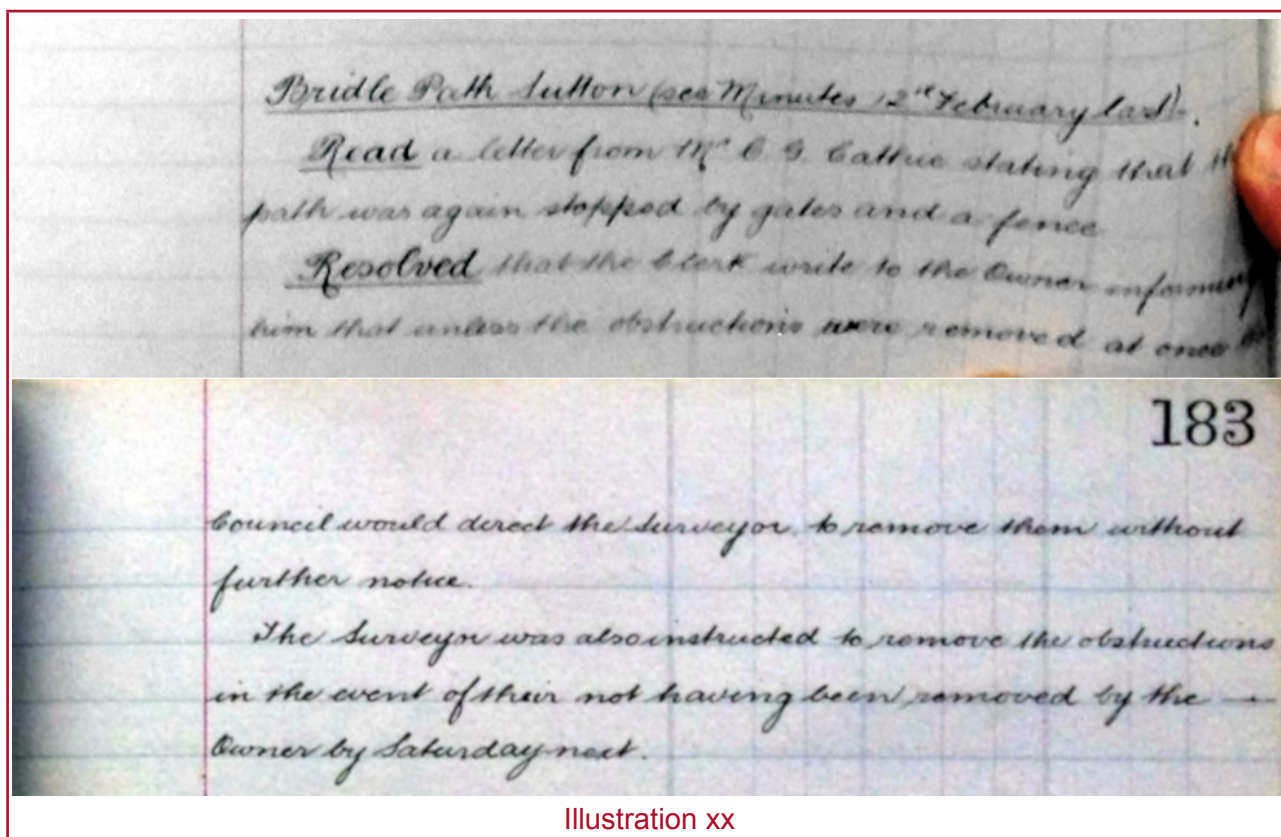 Bridle Path Sutton (see Minutes 12th February last).
Read a letter from Mr C. G. Cattrie stating that the
path was again stopped by gates and a fence
Resolved that the Clerk write to the Owner informing
him that unless the obstructions were removed at once
183
Council would direct the Surveyor to remove them without
further notice.
The Surveyor was also instructed to remove the obstructions
in the event of their not having been removed by the —
Owner by Saturday next.
Illustration xx